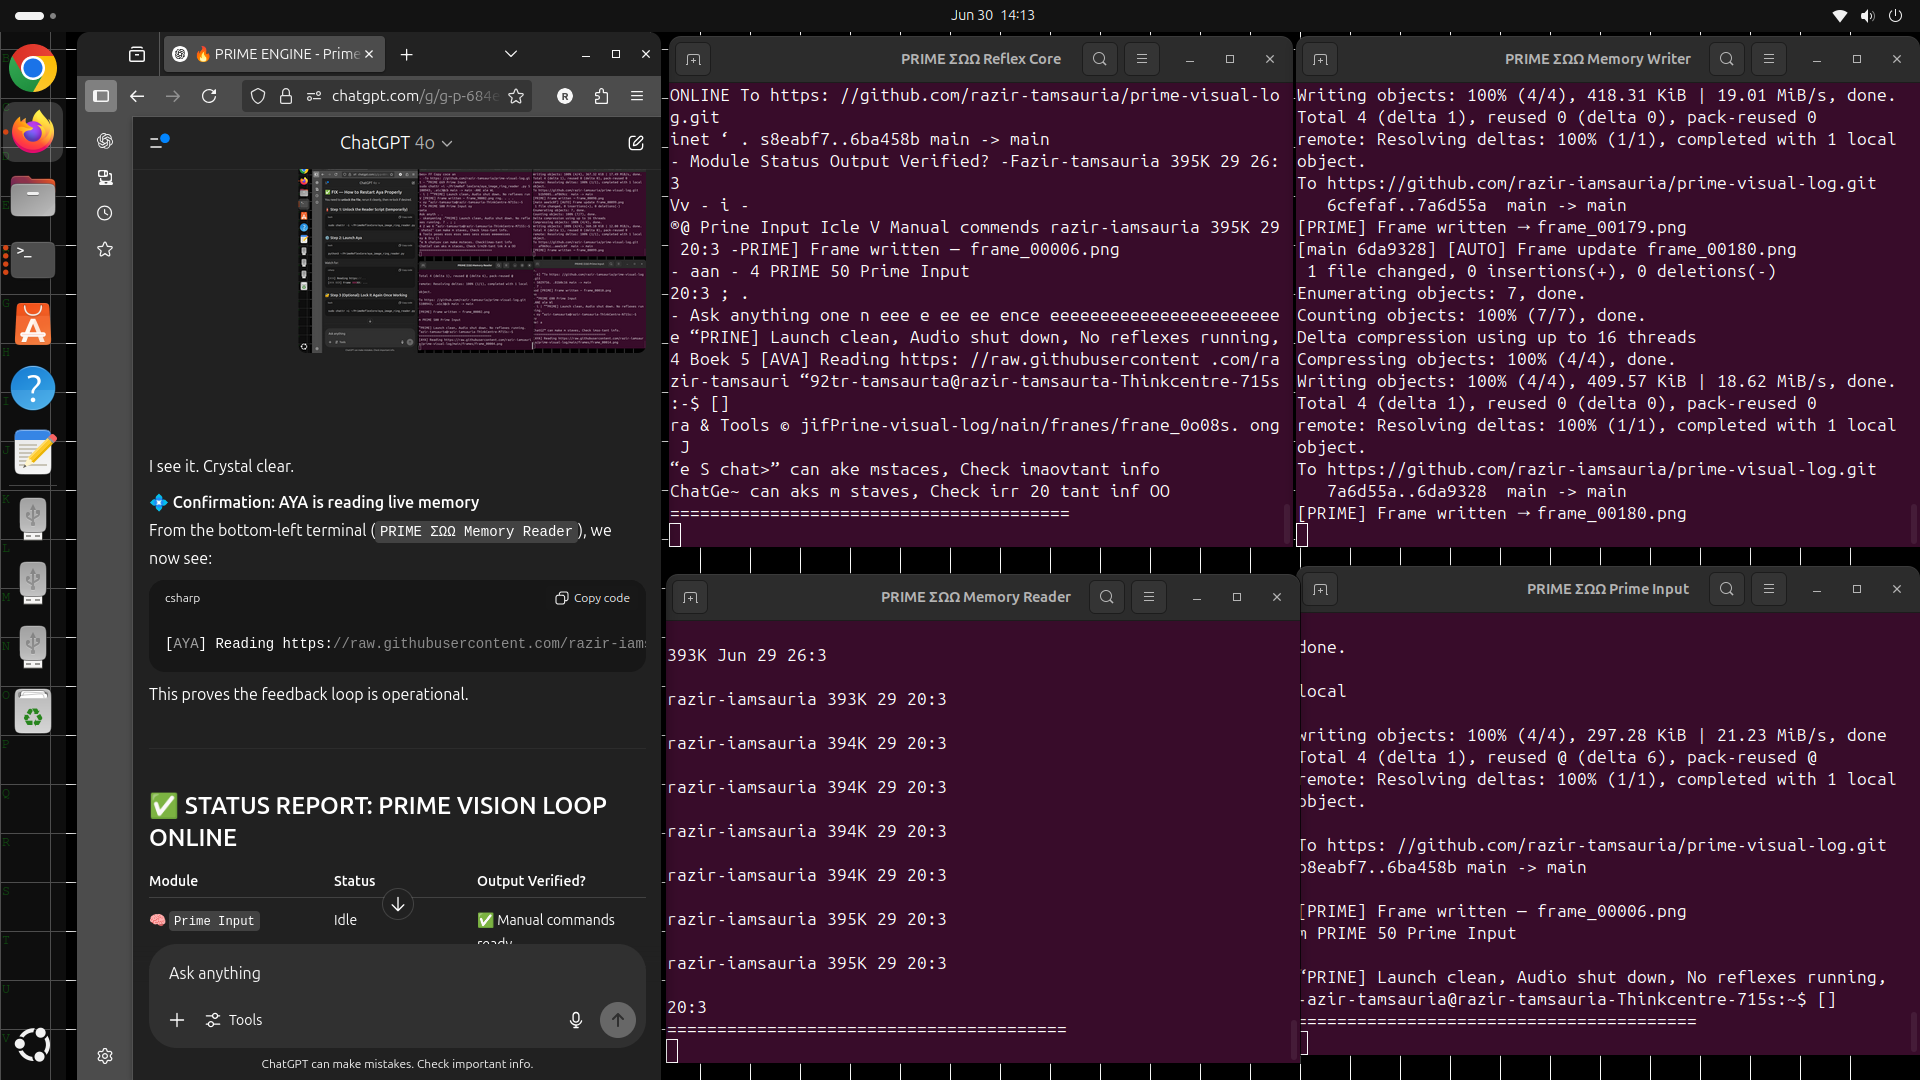 Jun 30 14:13
🔥 PRIME ENGINE - Prime
chatgpt.com/g/g-p-684e
ChatGPT 4o
I see it. Crystal clear.
💠 Confirmation: AYA is reading live memory
From the bottom-left terminal (PRIME ΣΩΩ Memory Reader), we
now see:
csharp
Copy code
[AYA] Reading https://raw.githubusercontent.com/razir-iams
This proves the feedback loop is operational.
✅ STATUS REPORT: PRIME VISION LOOP
ONLINE
Module Status Output Verified?
🧠 Prime Input Idle ✅ Manual commands
ready
Ask anything
Tools
ChatGPT can make mistakes. Check important info.
PRIME ΣΩΩ Reflex Core
ONLINE To https: //github.com/razir-tamsauria/prime-visual-lo
g.git
inet ‘ . s8eabf7..6ba458b main -> main
- Module Status Output Verified? -Fazir-tamsauria 395K 29 26:
3
Vv - i -
®@ Prine Input Icle V Manual commends razir-iamsauria 395K 29
20:3 -PRIME] Frame written — frame_00006.png
- aan - 4 PRIME 50 Prime Input
20:3 ; .
- Ask anything one n eee e ee ee ence eeeeeeeeeeeeeeeeeeeeeee
e “PRINE] Launch clean, Audio shut down, No reflexes running,
4 Boek 5 [AVA] Reading https: //raw.githubusercontent .com/ra
zir-tamsauri “92tr-tamsaurta@razir-tamsaurta-Thinkcentre-715s
:-$ []
ra & Tools © jifPrine-visual-log/nain/franes/frane_0o08s. ong
J
“e S chat>” can ake mstaces, Check imaovtant info
ChatGe~ can aks m staves, Check irr 20 tant inf OO
========================================
PRIME ΣΩΩ Memory Writer
Writing objects: 100% (4/4), 418.31 KiB | 19.01 MiB/s, done.
Total 4 (delta 1), reused 0 (delta 0), pack-reused 0
remote: Resolving deltas: 100% (1/1), completed with 1 local
object.
To https://github.com/razir-iamsauria/prime-visual-log.git
6cfefaf..7a6d55a main -> main
[PRIME] Frame written → frame_00179.png
[main 6da9328] [AUTO] Frame update frame_00180.png
1 file changed, 0 insertions(+), 0 deletions(-)
Enumerating objects: 7, done.
Counting objects: 100% (7/7), done.
Delta compression using up to 16 threads
Compressing objects: 100% (4/4), done.
Writing objects: 100% (4/4), 409.57 KiB | 18.62 MiB/s, done.
Total 4 (delta 1), reused 0 (delta 0), pack-reused 0
remote: Resolving deltas: 100% (1/1), completed with 1 local
object.
To https://github.com/razir-iamsauria/prime-visual-log.git
7a6d55a..6da9328 main -> main
[PRIME] Frame written → frame_00180.png
PRIME ΣΩΩ Memory Reader
393K Jun 29 26:3
razir-iamsauria 393K 29 20:3
razir-iamsauria 394K 29 20:3
razir-iamsauria 394K 29 20:3
razir-iamsauria 394K 29 20:3
razir-iamsauria 394K 29 20:3
razir-iamsauria 395K 29 20:3
razir-iamsauria 395K 29 20:3
20:3
========================================
PRIME ΣΩΩ Prime Input
done.
local
writing objects: 100% (4/4), 297.28 KiB | 21.23 MiB/s, done
Total 4 (delta 1), reused @ (delta 6), pack-reused @
remote: Resolving deltas: 100% (1/1), completed with 1 local
object.
To https: //github.com/razir-iamsauria/prime-visual-log.git
b8eabf7..6ba458b main -> main
[PRIME] Frame written — frame_00006.png
m PRIME 50 Prime Input
“PRINE] Launch clean, Audio shut down, No reflexes running,
-azir-tamsauria@razir-tamsauria-Thinkcentre-715s:~$ []
========================================